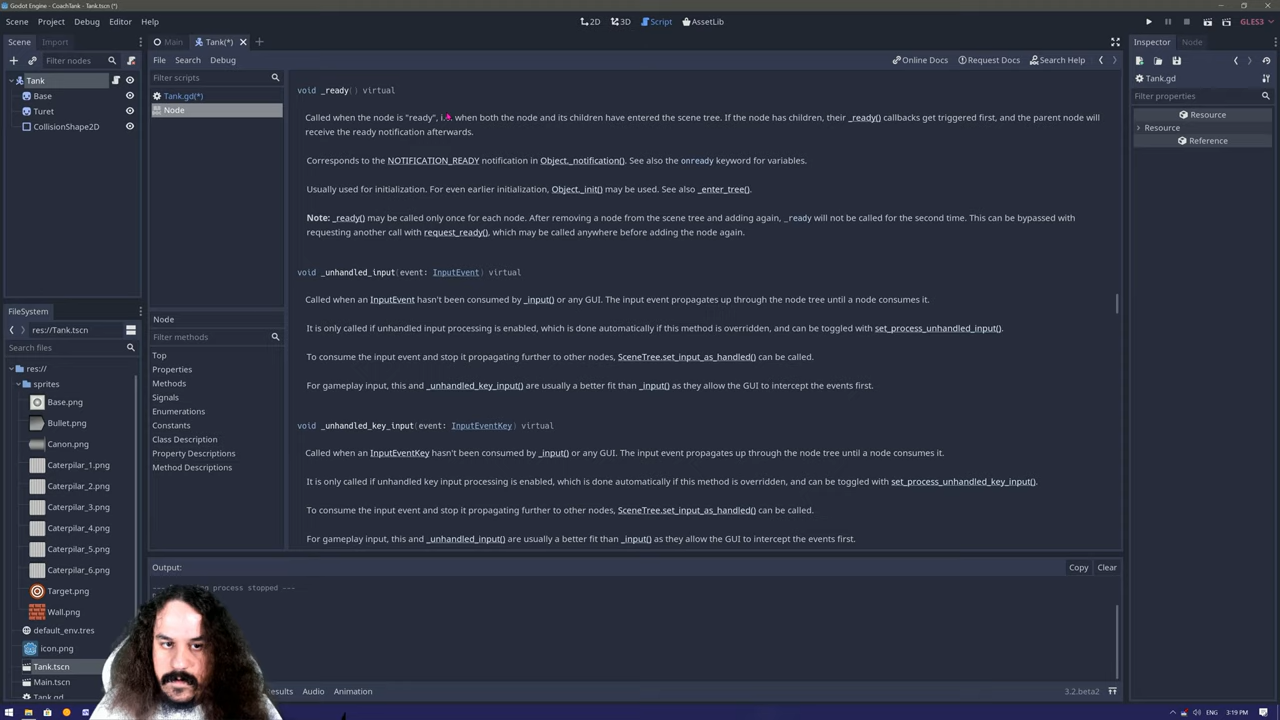 Godot Engine - CoachTank - Tank.tscn (*)
Scene Project Debug Editor Help
2D 3D Script AssetLib
GLES3
Scene Import
Filter nodes
Tank
Base
Turet
CollisionShape2D
FileSystem
res://Tank.tscn
Search files
res://
sprites
Base.png
Bullet.png
Canon.png
Caterpilar_1.png
Caterpilar_2.png
Caterpilar_3.png
Caterpilar_4.png
Caterpilar_5.png
Caterpilar_6.png
Target.png
Wall.png
default_env.tres
icon.png
Tank.tscn
Main.tscn
Tank.gd
Main Tank(*)
File Search Debug
Online Docs Request Docs Search Help
Filter scripts
Tank.gd(*)
Node
Node
Filter methods
Top
Properties
Methods
Signals
Enumerations
Constants
Class Description
Property Descriptions
Method Descriptions
void _ready() virtual
Called when the node is "ready", i.e. when both the node and its children have entered the scene tree. If the node has children, their _ready() callbacks get triggered first, and the parent node will
receive the ready notification afterwards.
Corresponds to the NOTIFICATION_READY notification in Object._notification(). See also the onready keyword for variables.
Usually used for initialization. For even earlier initialization, Object._init() may be used. See also _enter_tree().
Note: _ready() may be called only once for each node. After removing a node from the scene tree and adding again, _ready will not be called for the second time. This can be bypassed with
requesting another call with request_ready(), which may be called anywhere before adding the node again.
void _unhandled_input(event: InputEvent) virtual
Called when an InputEvent hasn't been consumed by _input() or any GUI. The input event propagates up through the node tree until a node consumes it.
It is only called if unhandled input processing is enabled, which is done automatically if this method is overridden, and can be toggled with set_process_unhandled_input().
To consume the input event and stop it propagating further to other nodes, SceneTree.set_input_as_handled() can be called.
For gameplay input, this and _unhandled_key_input() are usually a better fit than _input() as they allow the GUI to intercept the events first.
void _unhandled_key_input(event: InputEventKey) virtual
Called when an InputEventKey hasn't been consumed by _input() or any GUI. The input event propagates up through the node tree until a node consumes it.
It is only called if unhandled key input processing is enabled, which is done automatically if this method is overridden, and can be toggled with set_process_unhandled_key_input().
To consume the input event and stop it propagating further to other nodes, SceneTree.set_input_as_handled() can be called.
For gameplay input, this and _unhandled_input() are usually a better fit than _input() as they allow the GUI to intercept the events first.
Output:
Copy Clear
process stopped ---
Audio Animation
3.2.beta2
Inspector Node
Tank.gd
Filter properties
Resource
Resource
Reference
ENG 3:19 PM